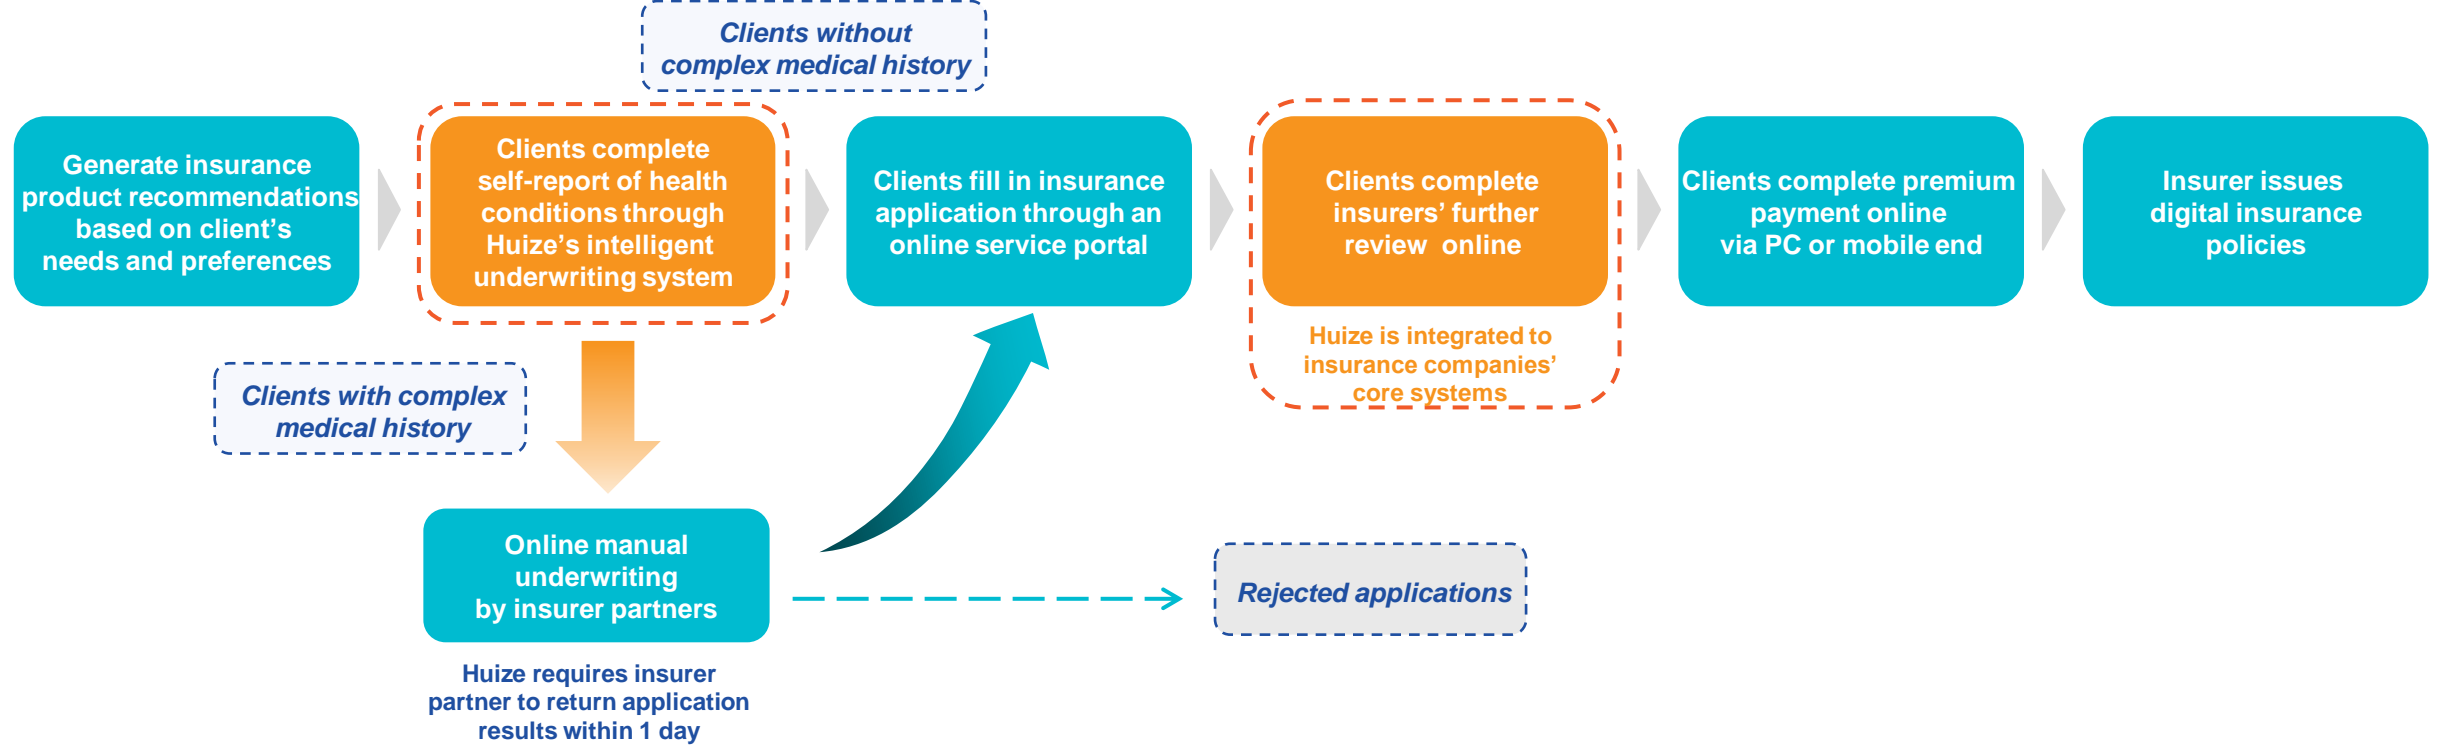 Clients without
complex medical history
Generate insurance
product recommendations
based on client’s
needs and preferences
Clients complete
self-report of health
conditions through
Huize’s intelligent
underwriting system
Clients fill in insurance
application through an
online service portal
Clients complete
insurers’ further
review online
Huize is integrated to
insurance companies’
core systems
Clients complete premium
payment online
via PC or mobile end
Insurer issues
digital insurance
policies
Clients with complex
medical history
Online manual
underwriting
by insurer partners
Rejected applications
Huize requires insurer
partner to return application
results within 1 day